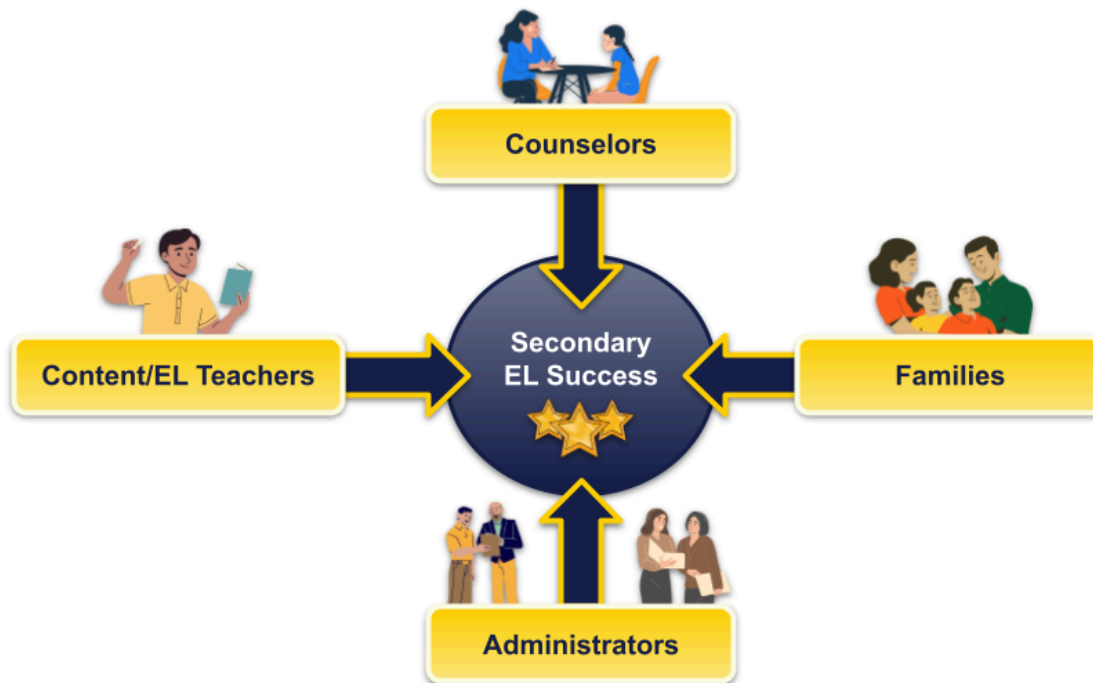 Counselors
Secondary
EL Success
Content/EL Teachers
Families
Administrators